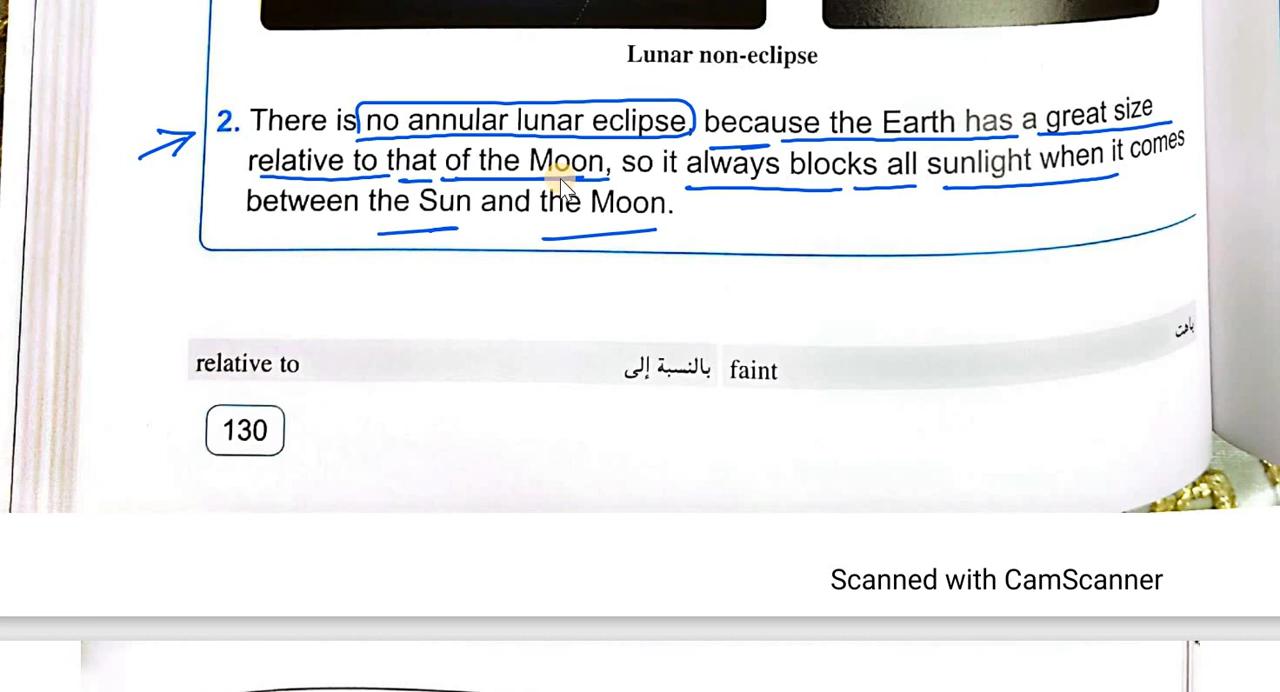 Lunar non-eclipse
2. There is no annular lunar eclipse, because the Earth has a great size
relative to that of the Moon, so it always blocks all sunlight when it comes
between the Sun and the Moon.
relative to بالنسبة إلى faint باهت
130
Scanned with CamScanner